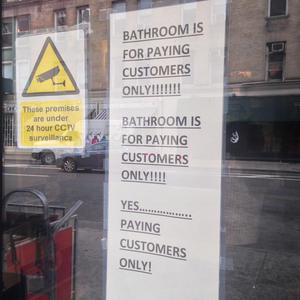 These premises
are under
24 hour CCTV
surveillance
BATHROOM IS
FOR PAYING
CUSTOMERS
ONLY!!!!!!!
BATHROOM IS
FOR PAYING
CUSTOMERS
ONLY!!!!
YES................
PAYING
CUSTOMERS
ONLY!